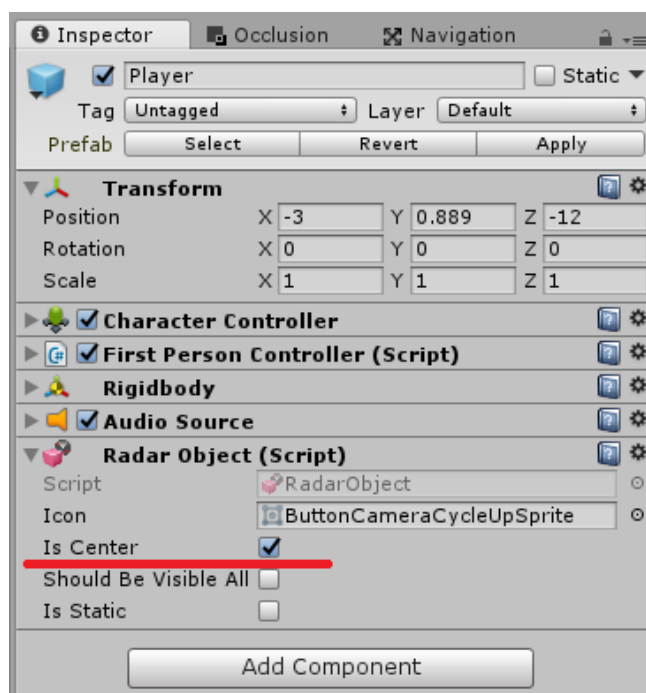 Inspector Occlusion Navigation
Player Static
Tag Untagged Layer Default
Prefab Select Revert Apply
Transform
Position X -3 Y 0.889 Z -12
Rotation X 0 Y 0 Z 0
Scale X 1 Y 1 Z 1
Character Controller
C# First Person Controller (Script)
Rigidbody
Audio Source
Radar Object (Script)
Script RadarObject
Icon ButtonCameraCycleUpSprite
Is Center
Should Be Visible All
Is Static
Add Component